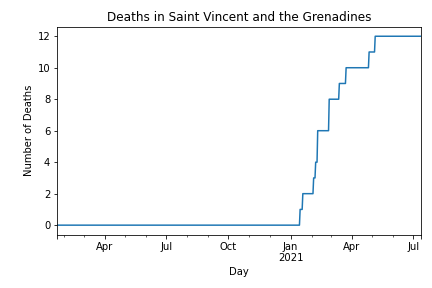 Deaths in Saint Vincent and the Grenadines
12
10
8
6
4
2
0
Number of Deaths
Apr Jul Oct Jan Apr Jul
2021
Day